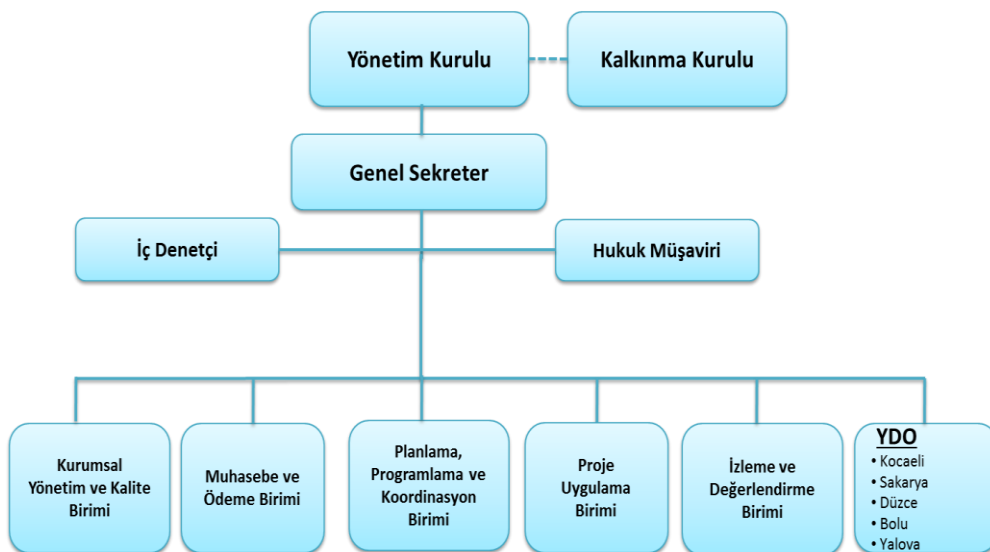 Yönetim Kurulu
Kalkınma Kurulu
Genel Sekreter
İç Denetçi
Hukuk Müşaviri
Kurumsal
Yönetim ve Kalite
Birimi
Muhasebe ve
Ödeme Birimi
Planlama,
Programlama ve
Koordinasyon
Birimi
Proje
Uygulama
Birimi
İzleme ve
Değerlendirme
Birimi
YDO
• Kocaeli
• Sakarya
• Düzce
• Bolu
• Yalova